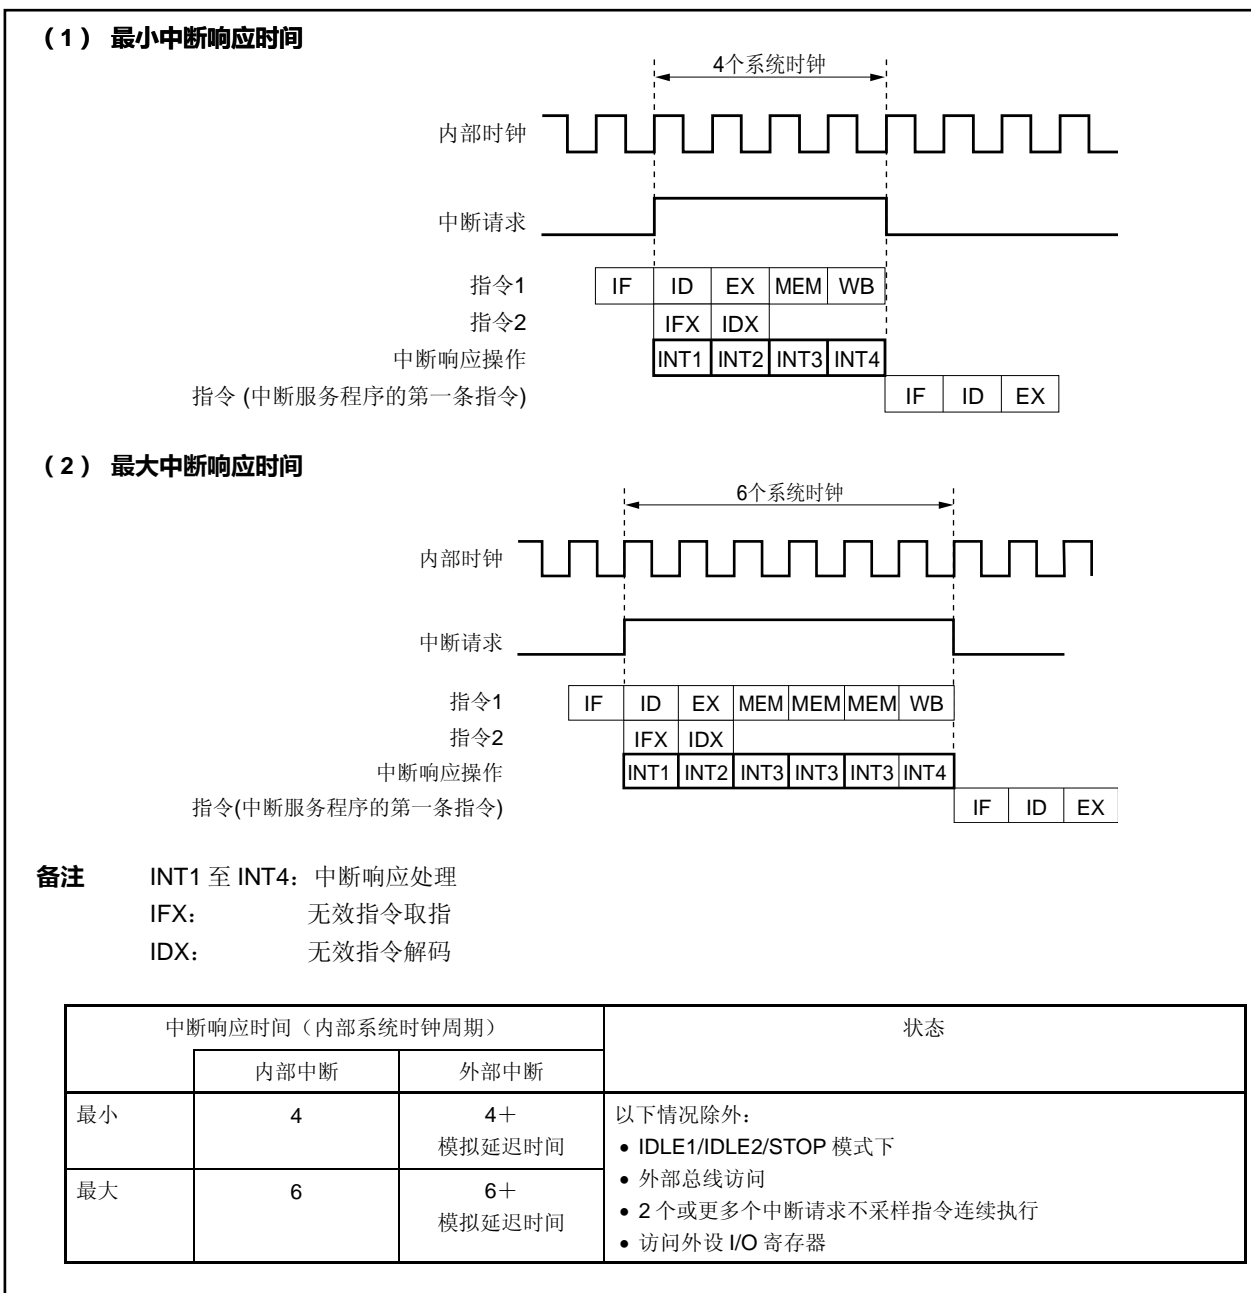 （1） 最小中断响应时间
4个系统时钟
内部时钟
中断请求
指令1 IF ID EX MEM WB
指令2 IFX IDX
中断响应操作 INT1 INT2 INT3 INT4
指令 (中断服务程序的第一条指令) IF ID EX
（2） 最大中断响应时间
6个系统时钟
内部时钟
中断请求
指令1 IF ID EX MEM MEM MEM WB
指令2 IFX IDX
中断响应操作 INT1 INT2 INT3 INT3 INT3 INT4
指令(中断服务程序的第一条指令) IF ID EX
备注 INT1 至 INT4：中断响应处理
IFX： 无效指令取指
IDX： 无效指令解码
中断响应时间（内部系统时钟周期） 状态
内部中断 外部中断
最小 4 4＋
模拟延迟时间
最大 6 6＋
模拟延迟时间
以下情况除外：
• IDLE1/IDLE2/STOP 模式下
• 外部总线访问
• 2 个或更多个中断请求不采样指令连续执行
• 访问外设 I/O 寄存器